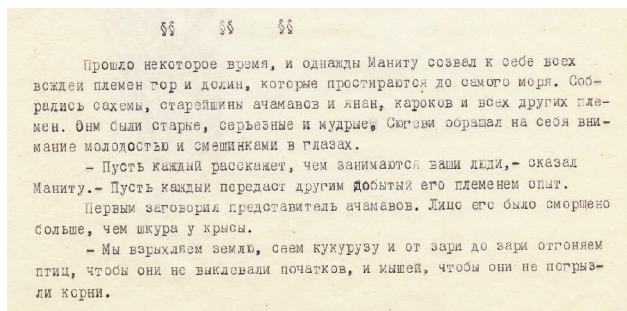 §§ §§ §§
Прошло некоторое время, и однажды Маниту созвал к себе всех
вождей племен гор и долин, которые простираются до самого моря. Соб-
рались сахемы, старейшины ачамавов и янан, кароков и всех других пле-
мен. Онм были старые, серьезные и мудрые, Сюгеви обращал на себя вни-
мание молодостью и смешинками в глазах.
- Пусть каждый расскажет, чем занимаются ваши люди,- сказал
Маниту.- Пусть каждый передаст другим добытый его племенем опыт.
Первым заговорил представитель ачамавов. Лицо его было сморщено
больше, чем шкура у крысы.
- Мы взрыхляем землю, сеем кукурузу и от зари до зари отгоняем
птиц, чтобы они не выклевали початков, и мышей, чтобы они не погрыз-
ли корни.